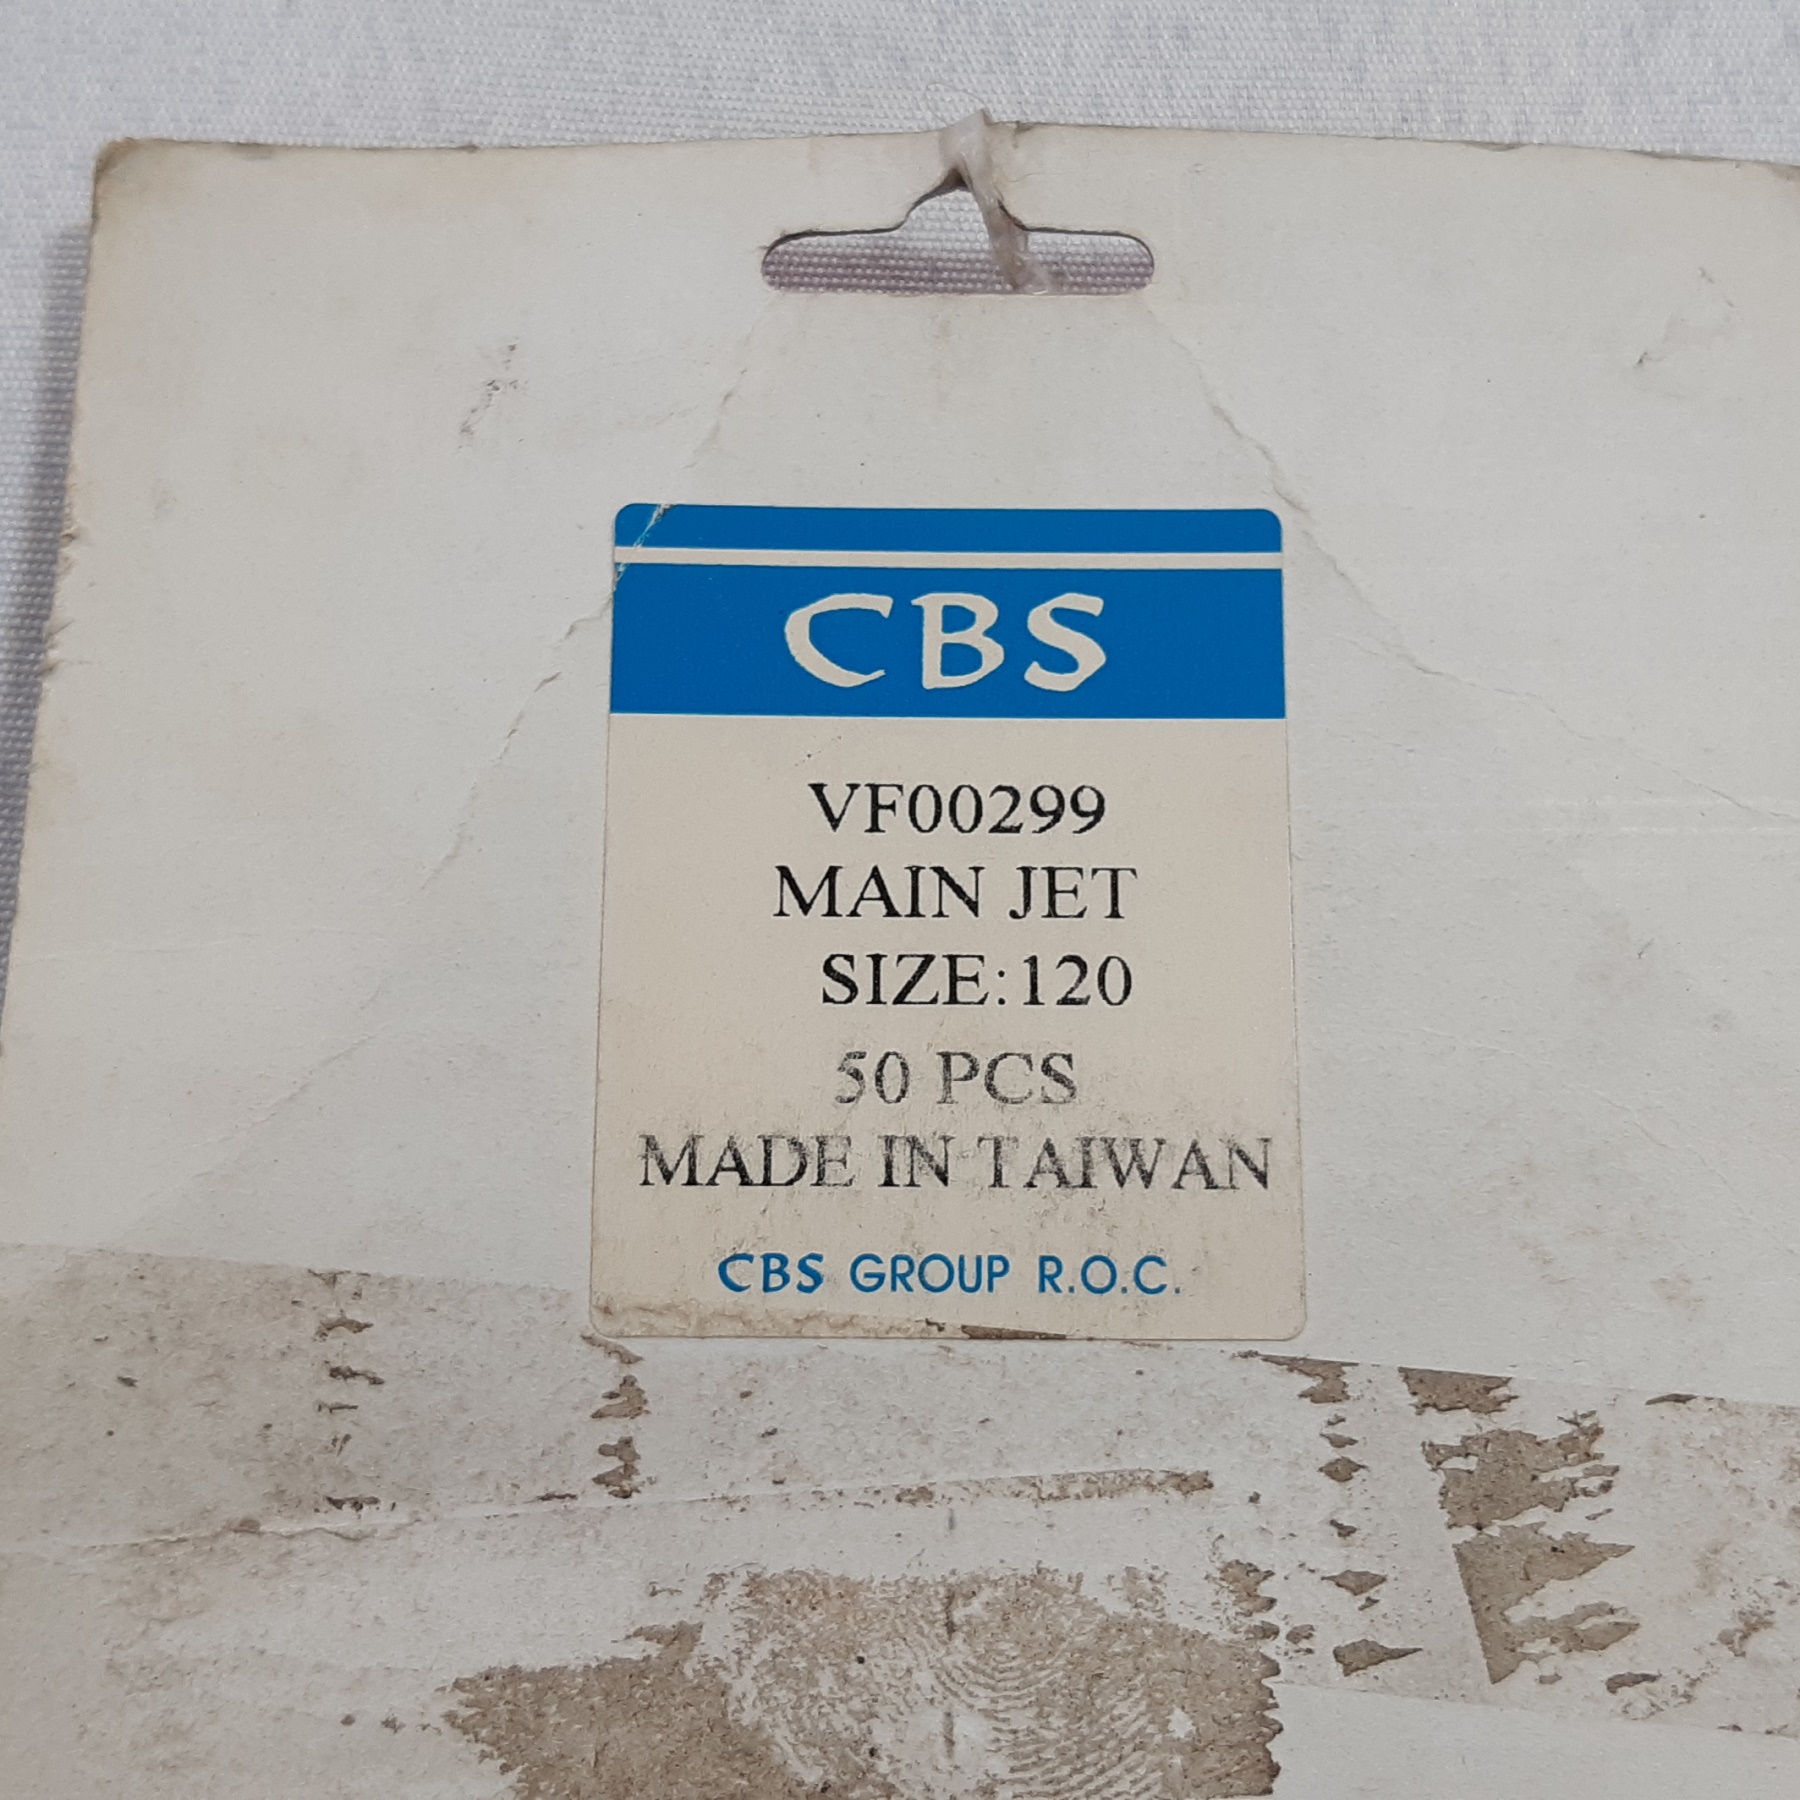 CBS
VF00299
MAIN JET
SIZE:120
50 PCS
MADE IN TAIWAN
CBS GROUP R.O.C.